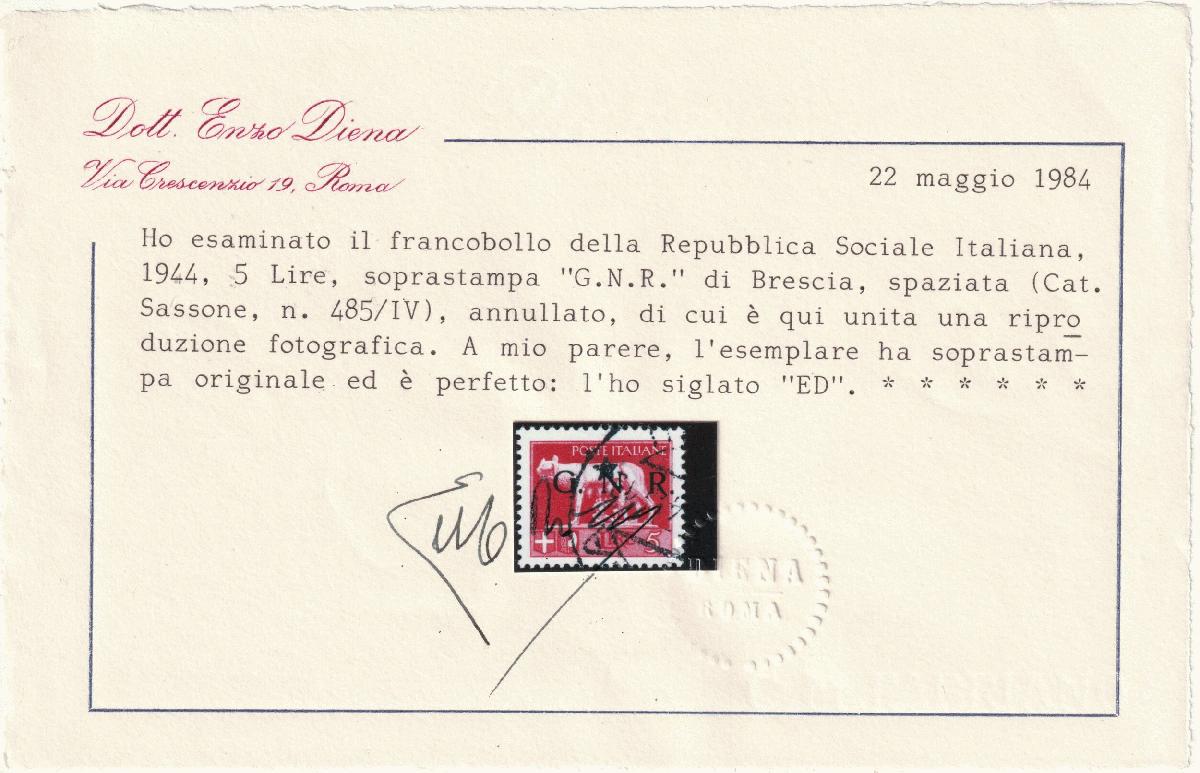 Dott. Enzo Diena
Via Crescenzio 19, Roma
22 maggio 1984
Ho esaminato il francobollo della Repubblica Sociale Italiana,
1944, 5 Lire, soprastampa "G.N.R." di Brescia, spaziata (Cat.
Sassone, n. 485/IV), annullato, di cui è qui unita una ripro
duzione fotografica. A mio parere, l'esemplare ha soprastam-
pa originale ed è perfetto: l'ho siglato "ED". * * * * * *
POSTE ITALIANE
G. N. R.
5
DIENA
ROMA